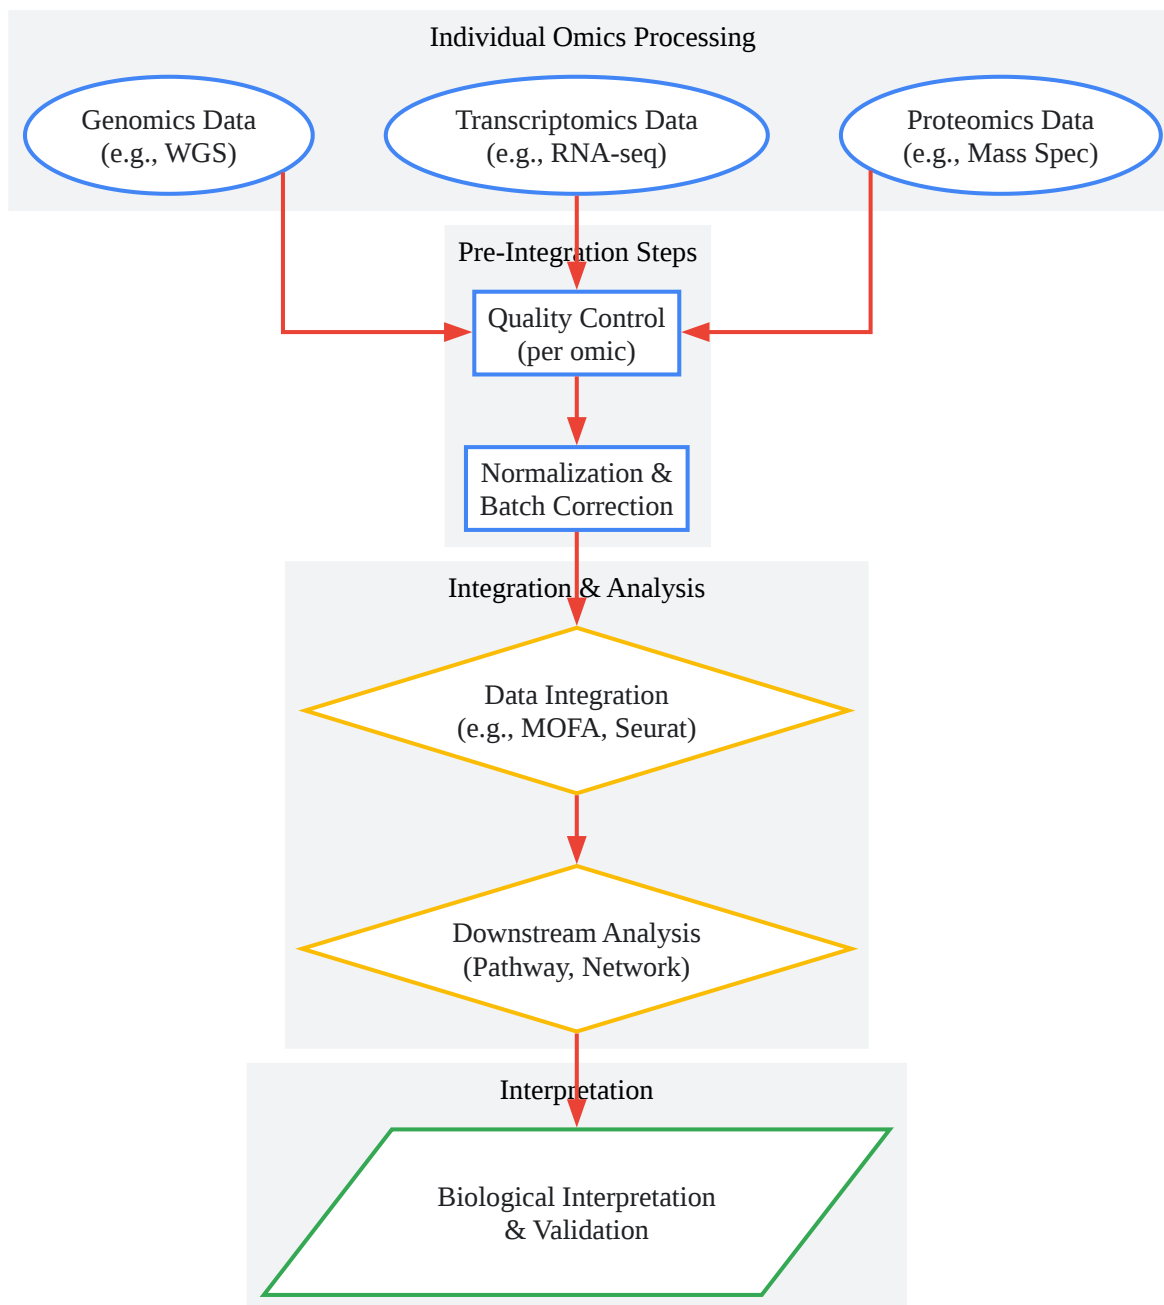 Individual Omics Processing
Genomics Data
(e.g., WGS)
Transcriptomics Data
(e.g., RNA-seq)
Proteomics Data
(e.g., Mass Spec)
Pre-Integration Steps
Quality Control
(per omic)
Normalization &
Batch Correction
Integration & Analysis
Data Integration
(e.g., MOFA, Seurat)
Downstream Analysis
(Pathway, Network)
Interpretation
Biological Interpretation
& Validation